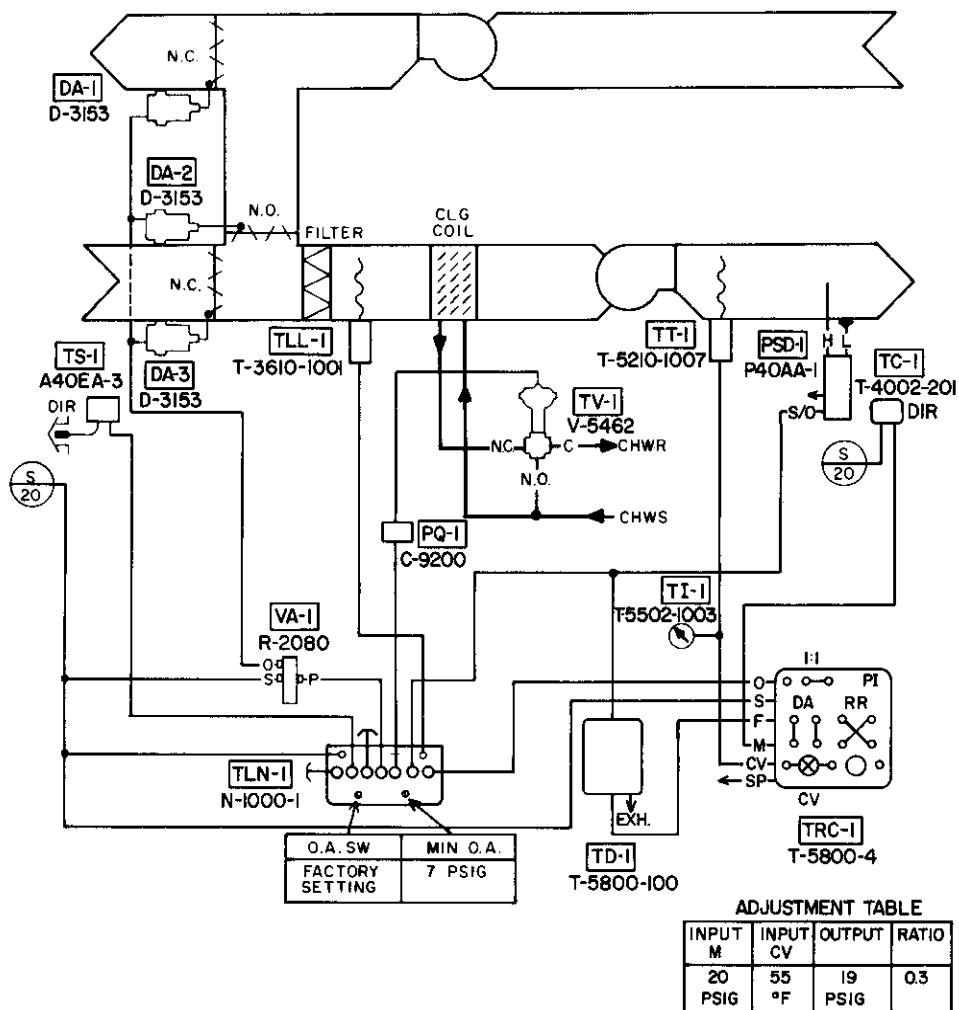 N.C.
DA-1
D-3153
DA-2
D-3153
N.O.
FILTER
CLG
COIL
N.C.
DA-3
D-3153
TLL-1
T-3610-1001
TT-1
T-5210-1007
H
L
PSD-1
P40AA-1
S/O
TC-1
T-4002-201
DIR
S
20
TS-1
A40EA-3
DIR
S
20
TV-1
V-5462
N.C.
C
CHWR
N.O.
CHWS
PQ-1
C-9200
TI-1
T-5502-1003
VA-1
R-2080
O
S
P
TLN-1
N-1000-1
O.A. SW
MIN O.A.
FACTORY
SETTING
7 PSIG
EXH.
TD-1
T-5800-100
1:1
PI
O
S
DA
RR
F
M
CV
SP
CV
TRC-1
T-5800-4
ADJUSTMENT TABLE
INPUT M
INPUT CV
OUTPUT
RATIO
20 PSIG
55 °F
19 PSIG
0.3